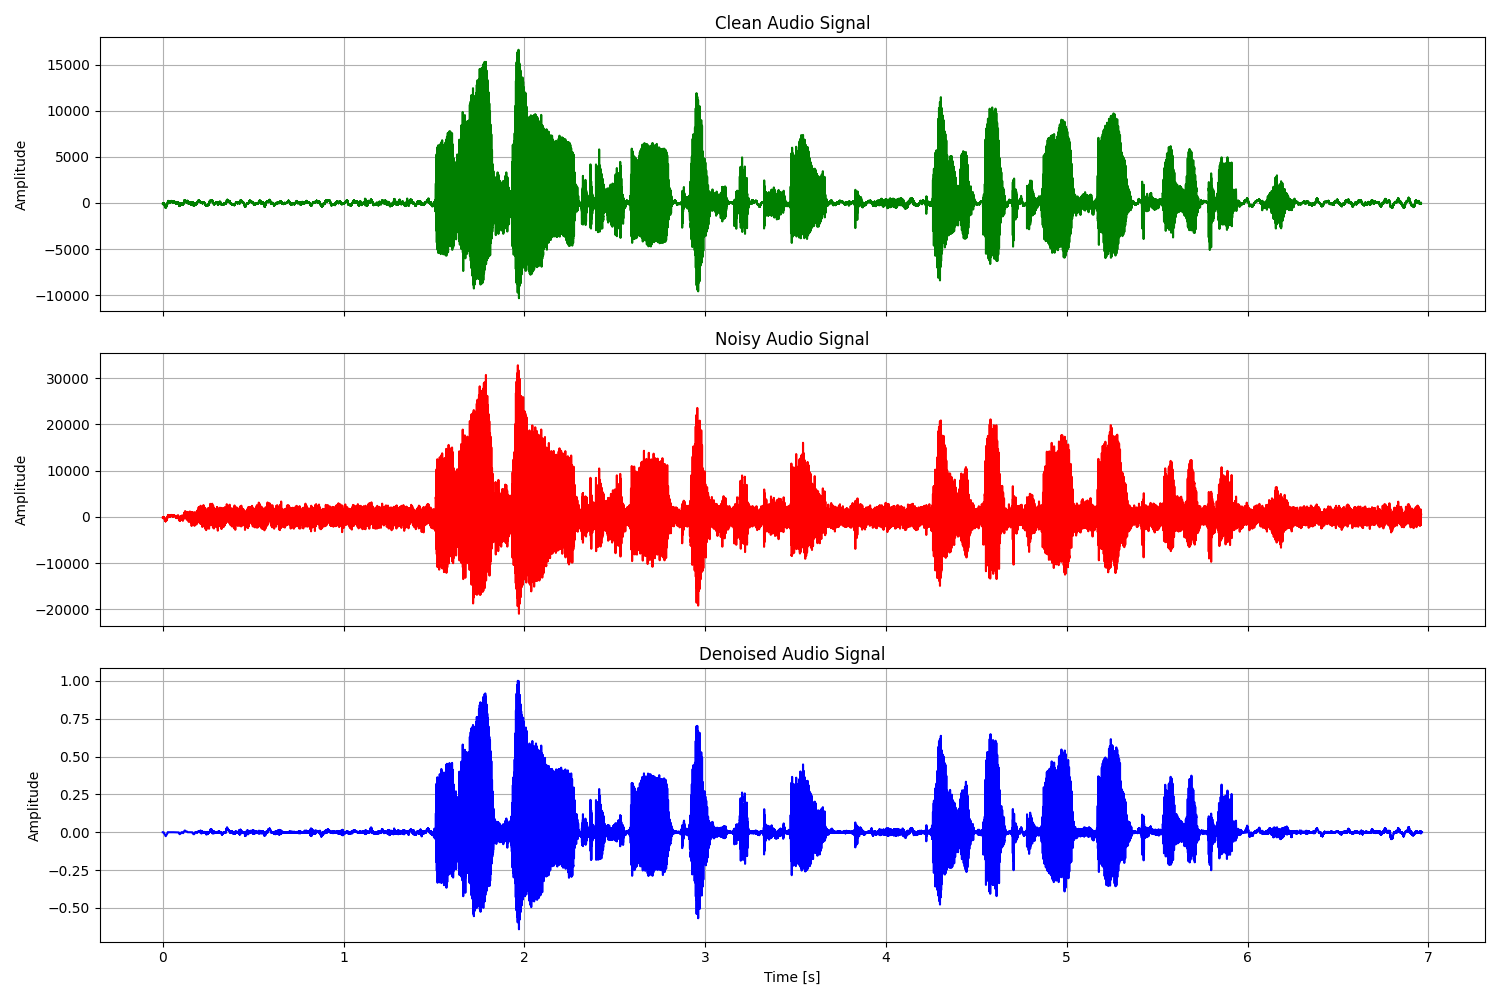 Clean Audio Signal
15000
10000
5000
0
−5000
−10000
Amplitude
Noisy Audio Signal
30000
20000
10000
0
−10000
−20000
Amplitude
Denoised Audio Signal
1.00
0.75
0.50
0.25
0.00
−0.25
−0.50
Amplitude
0 1 2 3 4 5 6 7
Time [s]